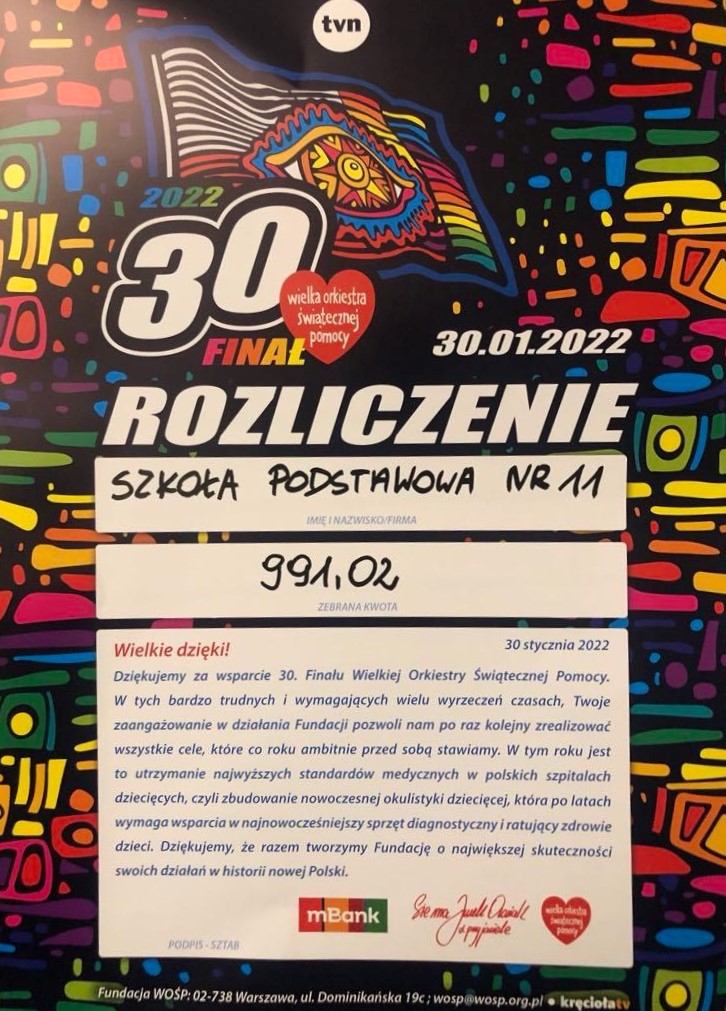 tvn
2022
30
FINAŁ
wielka orkiestra
świątecznej
pomocy
30.01.2022
ROZLICZENIE
SZKOŁA PODSTAWOWA NR 11
IMIĘ I NAZWISKO/FIRMA
991,02
ZEBRANA KWOTA
Wielkie dzięki!
30 stycznia 2022
Dziękujemy za wsparcie 30. Finału Wielkiej Orkiestry Świątecznej Pomocy.
W tych bardzo trudnych i wymagających wielu wyrzeczeń czasach, Twoje
zaangażowanie w działania Fundacji pozwoli nam po raz kolejny zrealizować
wszystkie cele, które co roku ambitnie przed sobą stawiamy. W tym roku jest
to utrzymanie najwyższych standardów medycznych w polskich szpitalach
dziecięcych, czyli zbudowanie nowoczesnej okulistyki dziecięcej, która po latach
wymaga wsparcia w najnowocześniejszy sprzęt diagnostyczny i ratujący zdrowie
dzieci. Dziękujemy, że razem tworzymy Fundację o największej skuteczności
swoich działań w historii nowej Polski.
mBank
Sie ma Jurek Owsiak
z przyjaciele
wielka orkiestra
świątecznej
pomocy
PODPIS - SZTAB
Fundacja WOŚP: 02-738 Warszawa, ul. Dominikańska 19c ; wosp@wosp.org.pl • kręciołatv